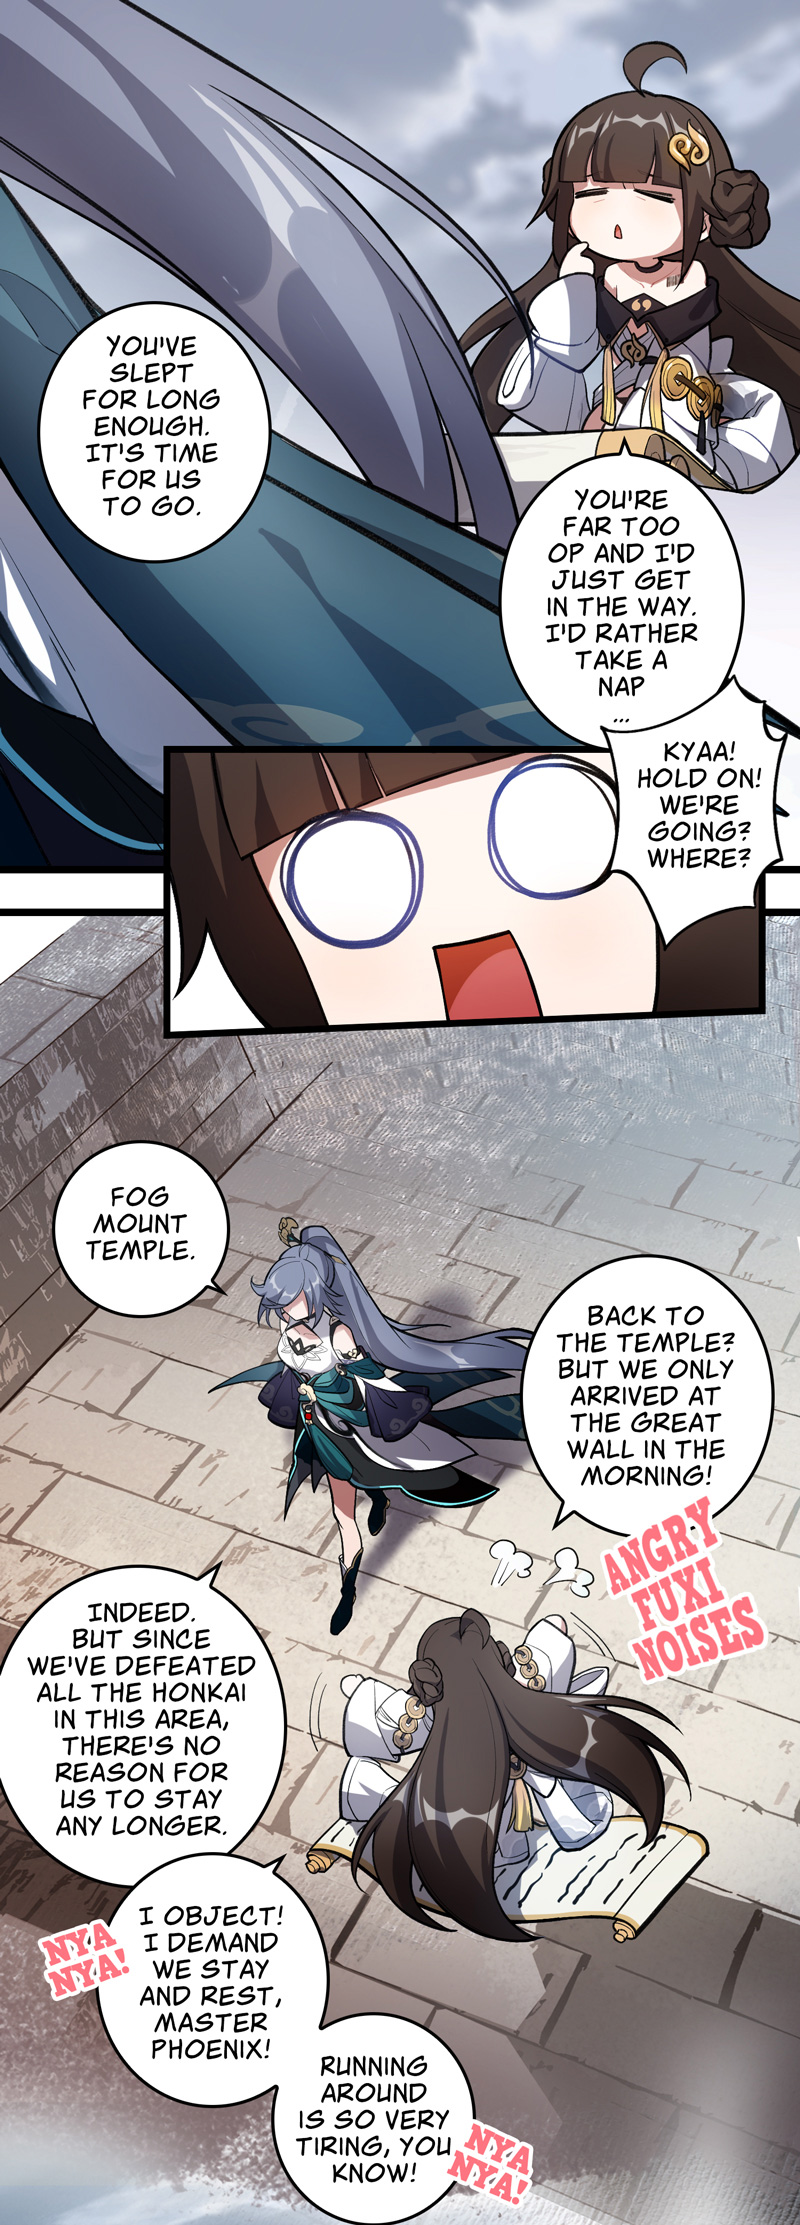 YOU'VE
SLEPT
FOR LONG
ENOUGH.
IT'S TIME
FOR US
TO GO.
YOU'RE
FAR TOO
OP AND I'D
JUST GET
IN THE WAY.
I'D RATHER
TAKE A
NAP
...
KYAA!
HOLD ON!
WE'RE
GOING?
WHERE?
FOG
MOUNT
TEMPLE.
BACK TO
THE TEMPLE?
BUT WE ONLY
ARRIVED AT
THE GREAT
WALL IN THE
MORNING!
ANGRY
FUXI
NOISES
INDEED.
BUT SINCE
WE'VE DEFEATED
ALL THE HONKAI
IN THIS AREA,
THERE'S NO
REASON FOR
US TO STAY
ANY LONGER.
I OBJECT!
I DEMAND
WE STAY
AND REST,
MASTER
PHOENIX!
NYA
NYA!
RUNNING
AROUND
IS SO VERY
TIRING, YOU
KNOW!
NYA
NYA!